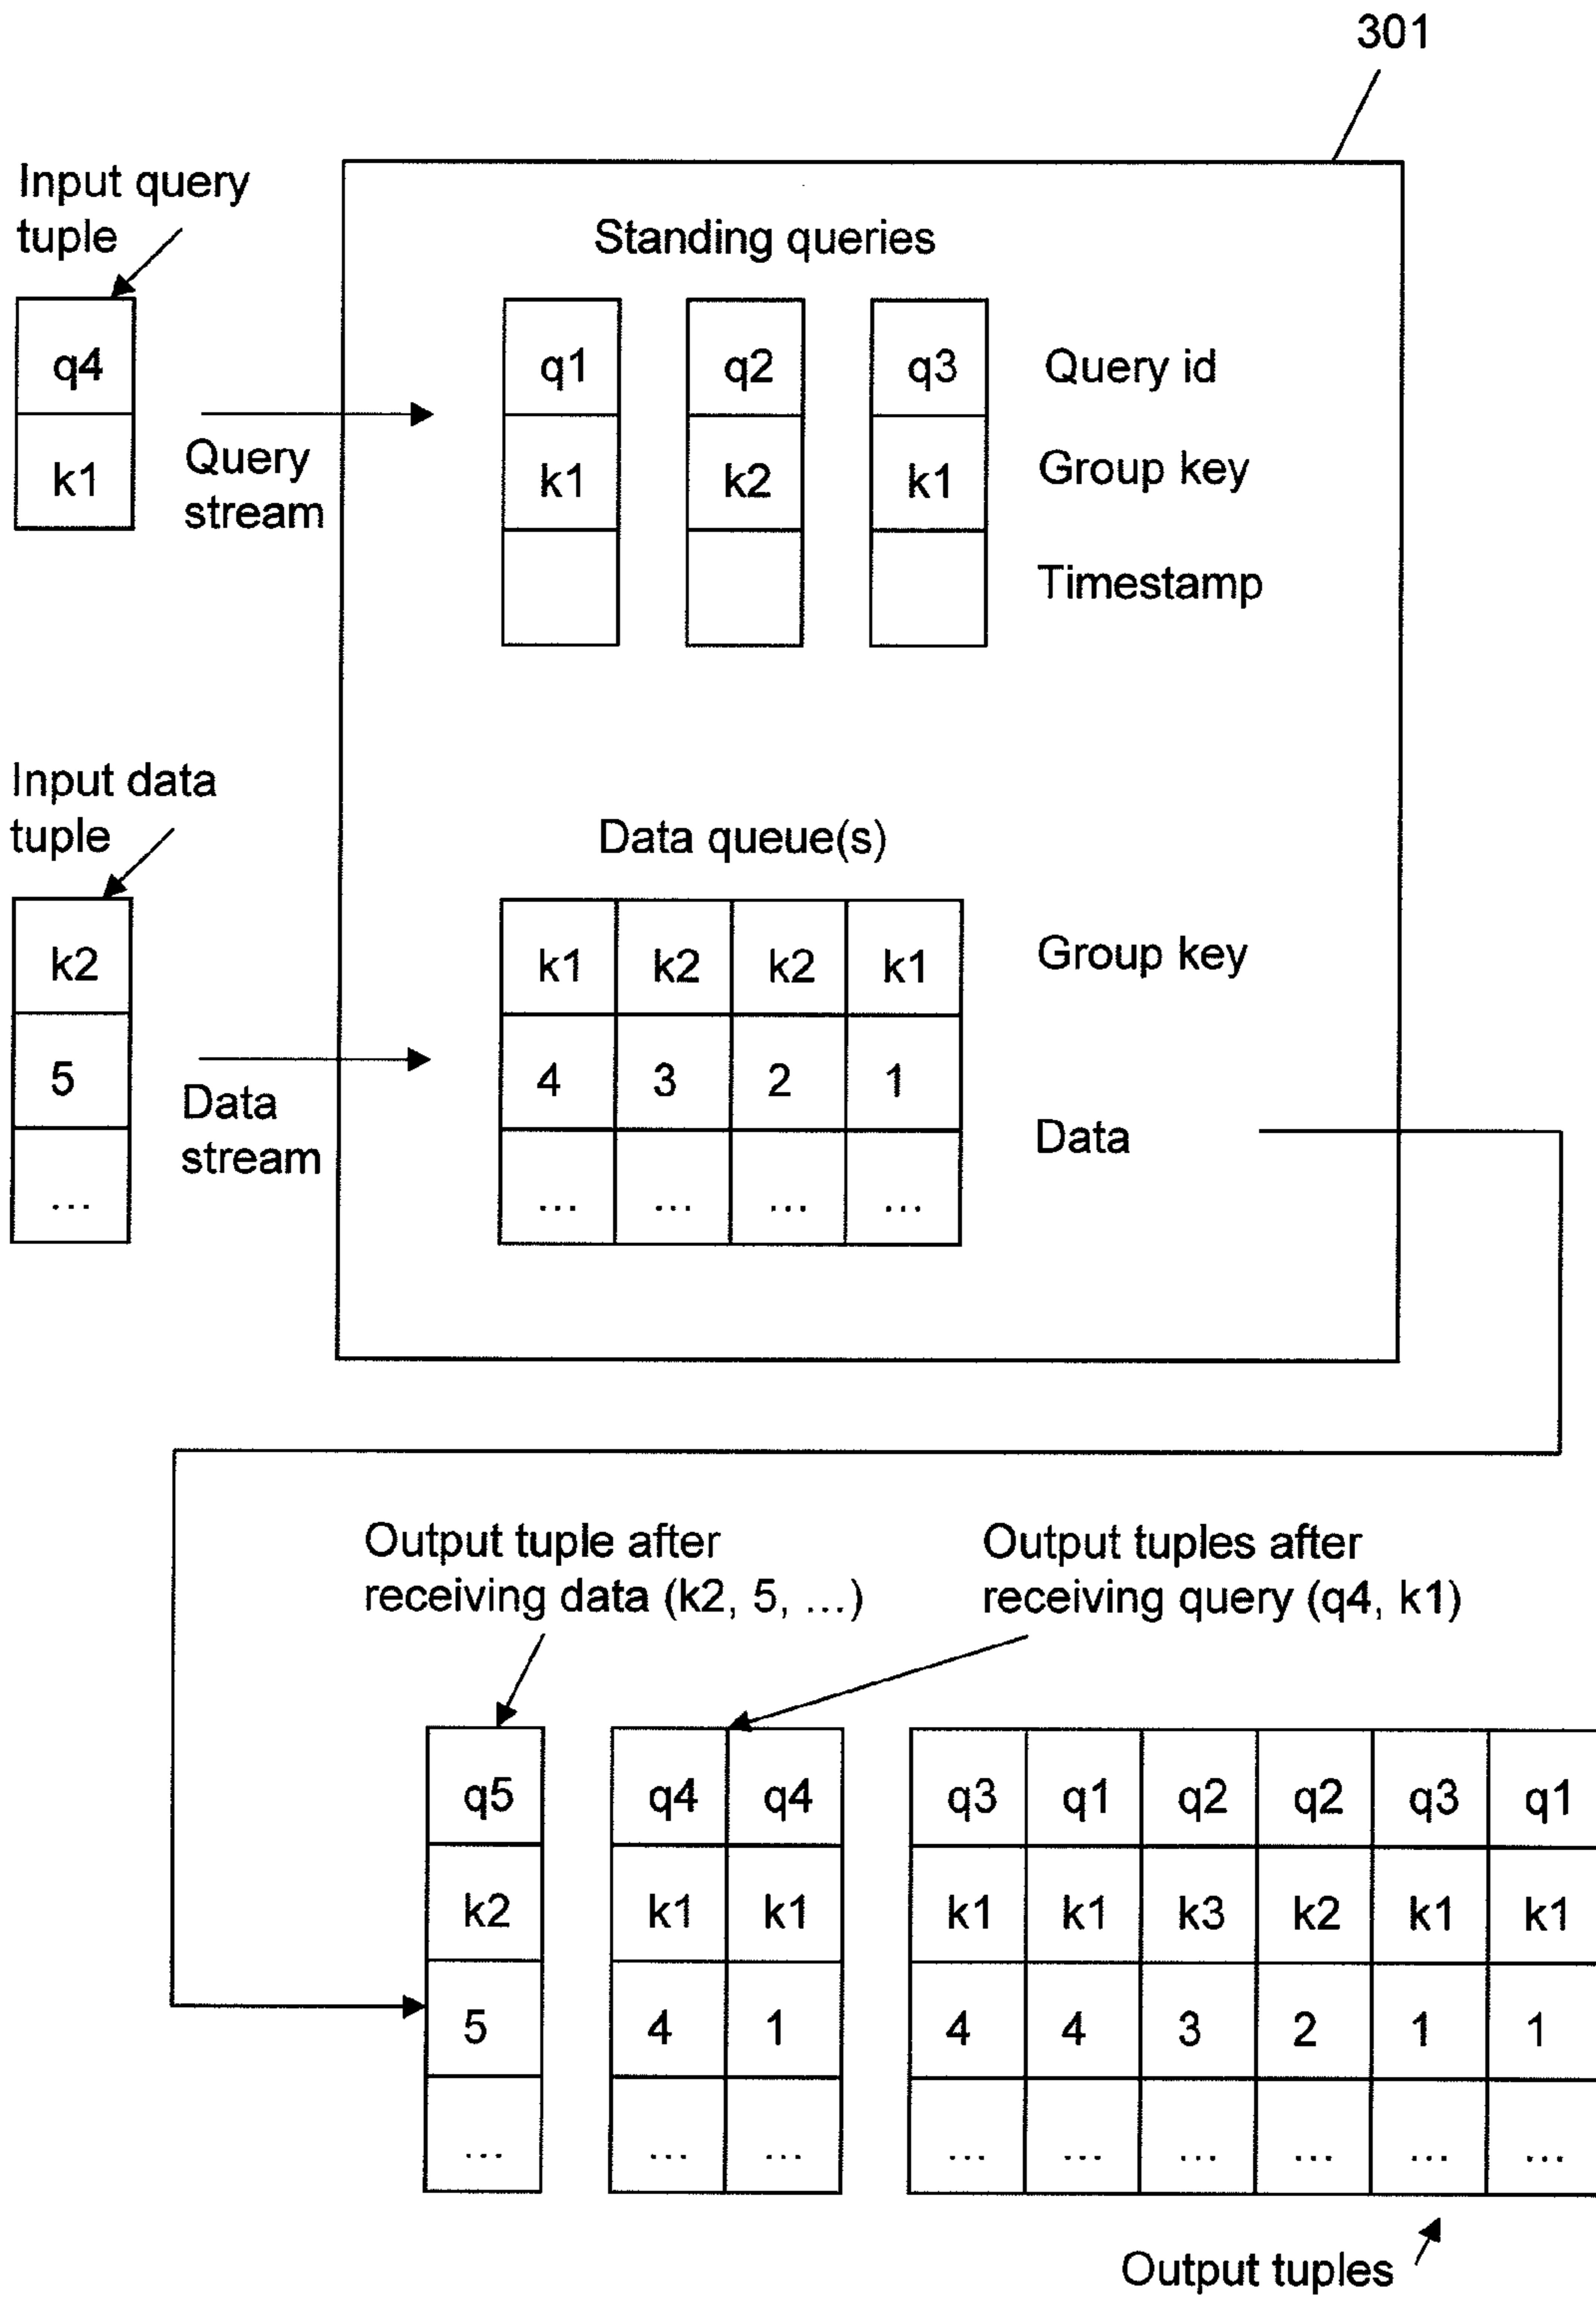 301
Input query
tuple
q4
k1
Query
stream
Standing queries
q1 q2 q3 Query id
k1 k2 k1 Group key
Timestamp
Input data
tuple
k2
5
...
Data
stream
Data queue(s)
k1 k2 k2 k1 Group key
4 3 2 1
Data
... ... ... ...
Output tuple after
receiving data (k2, 5, ...)
Output tuples after
receiving query (q4, k1)
q5 q4 q4 q3 q1 q2 q2 q3 q1
k2 k1 k1 k1 k1 k3 k2 k1 k1
5 4 1 4 4 3 2 1 1
... ... ... ... ... ... ... ... ...
Output tuples